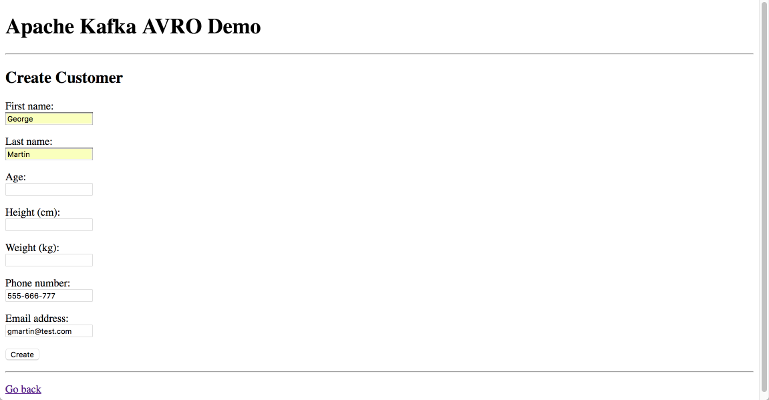 Apache Kafka AVRO Demo
Create Customer
First name:
George
Last name:
Martin
Age:
Height (cm):
Weight (kg):
Phone number:
555-666-777
Email address:
gmartin@test.com
Create
Go back